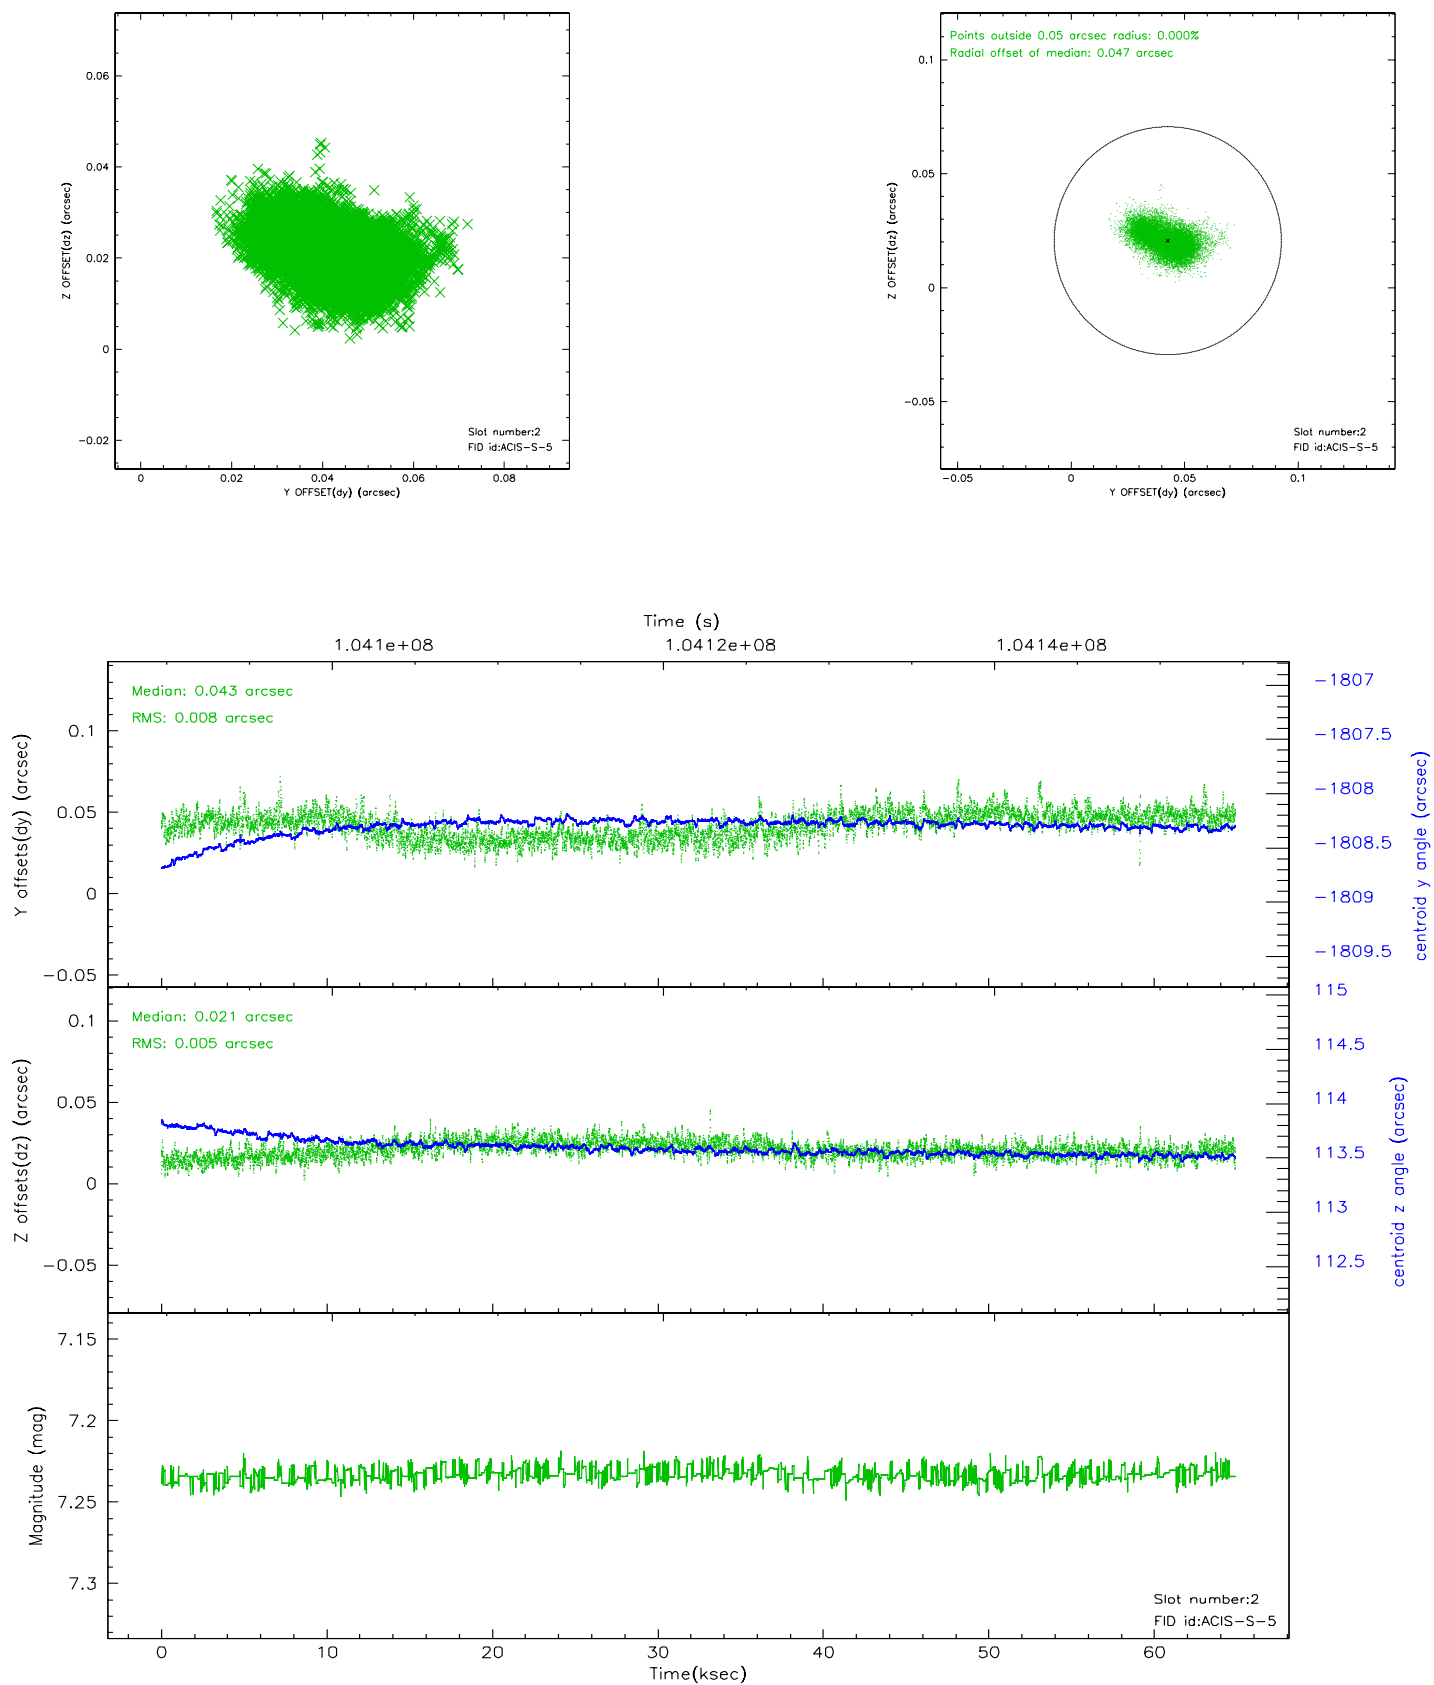 0.06
0.04
0.02
0
-0.02
Z OFFSET(dz) (arcsec)
Slot number:2
FID id:ACIS-S-5
0 0.02 0.04 0.06 0.08
Y OFFSET(dy) (arcsec)
Points outside 0.05 arcsec radius: 0.000%
Radial offset of median: 0.047 arcsec
0.1
0.05
0
-0.05
Z OFFSET(dz) (arcsec)
Slot number:2
FID id:ACIS-S-5
-0.05 0 0.05 0.1
Y OFFSET(dy) (arcsec)
Time (s)
1.041e+08 1.0412e+08 1.0414e+08
Median: 0.043 arcsec
RMS: 0.008 arcsec
0.1
0.05
0
-0.05
Y offsets(dy) (arcsec)
-1807
-1807.5
-1808
-1808.5
-1809
-1809.5
centroid y angle (arcsec)
Median: 0.021 arcsec
RMS: 0.005 arcsec
0.1
0.05
0
-0.05
Z offsets(dz) (arcsec)
115
114.5
114
113.5
113
112.5
centroid z angle (arcsec)
7.15
7.2
7.25
7.3
Magnitude (mag)
Slot number:2
FID id:ACIS-S-5
0 10 20 30 40 50 60
Time(ksec)